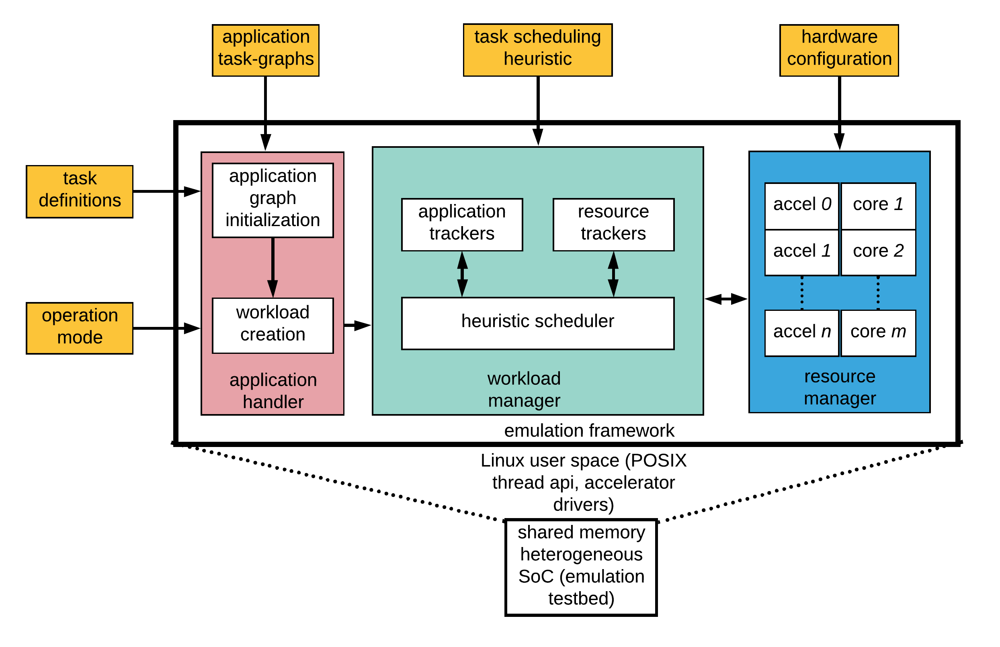 application
task-graphs
task scheduling
heuristic
hardware
configuration
task
definitions
operation
mode
application
graph
initialization
workload
creation
application
handler
application
trackers
resource
trackers
heuristic scheduler
workload
manager
accel 0
core 1
accel 1
core 2
accel n
core m
resource
manager
emulation framework
Linux user space (POSIX
thread api, accelerator
drivers)
shared memory
heterogeneous
SoC (emulation
testbed)